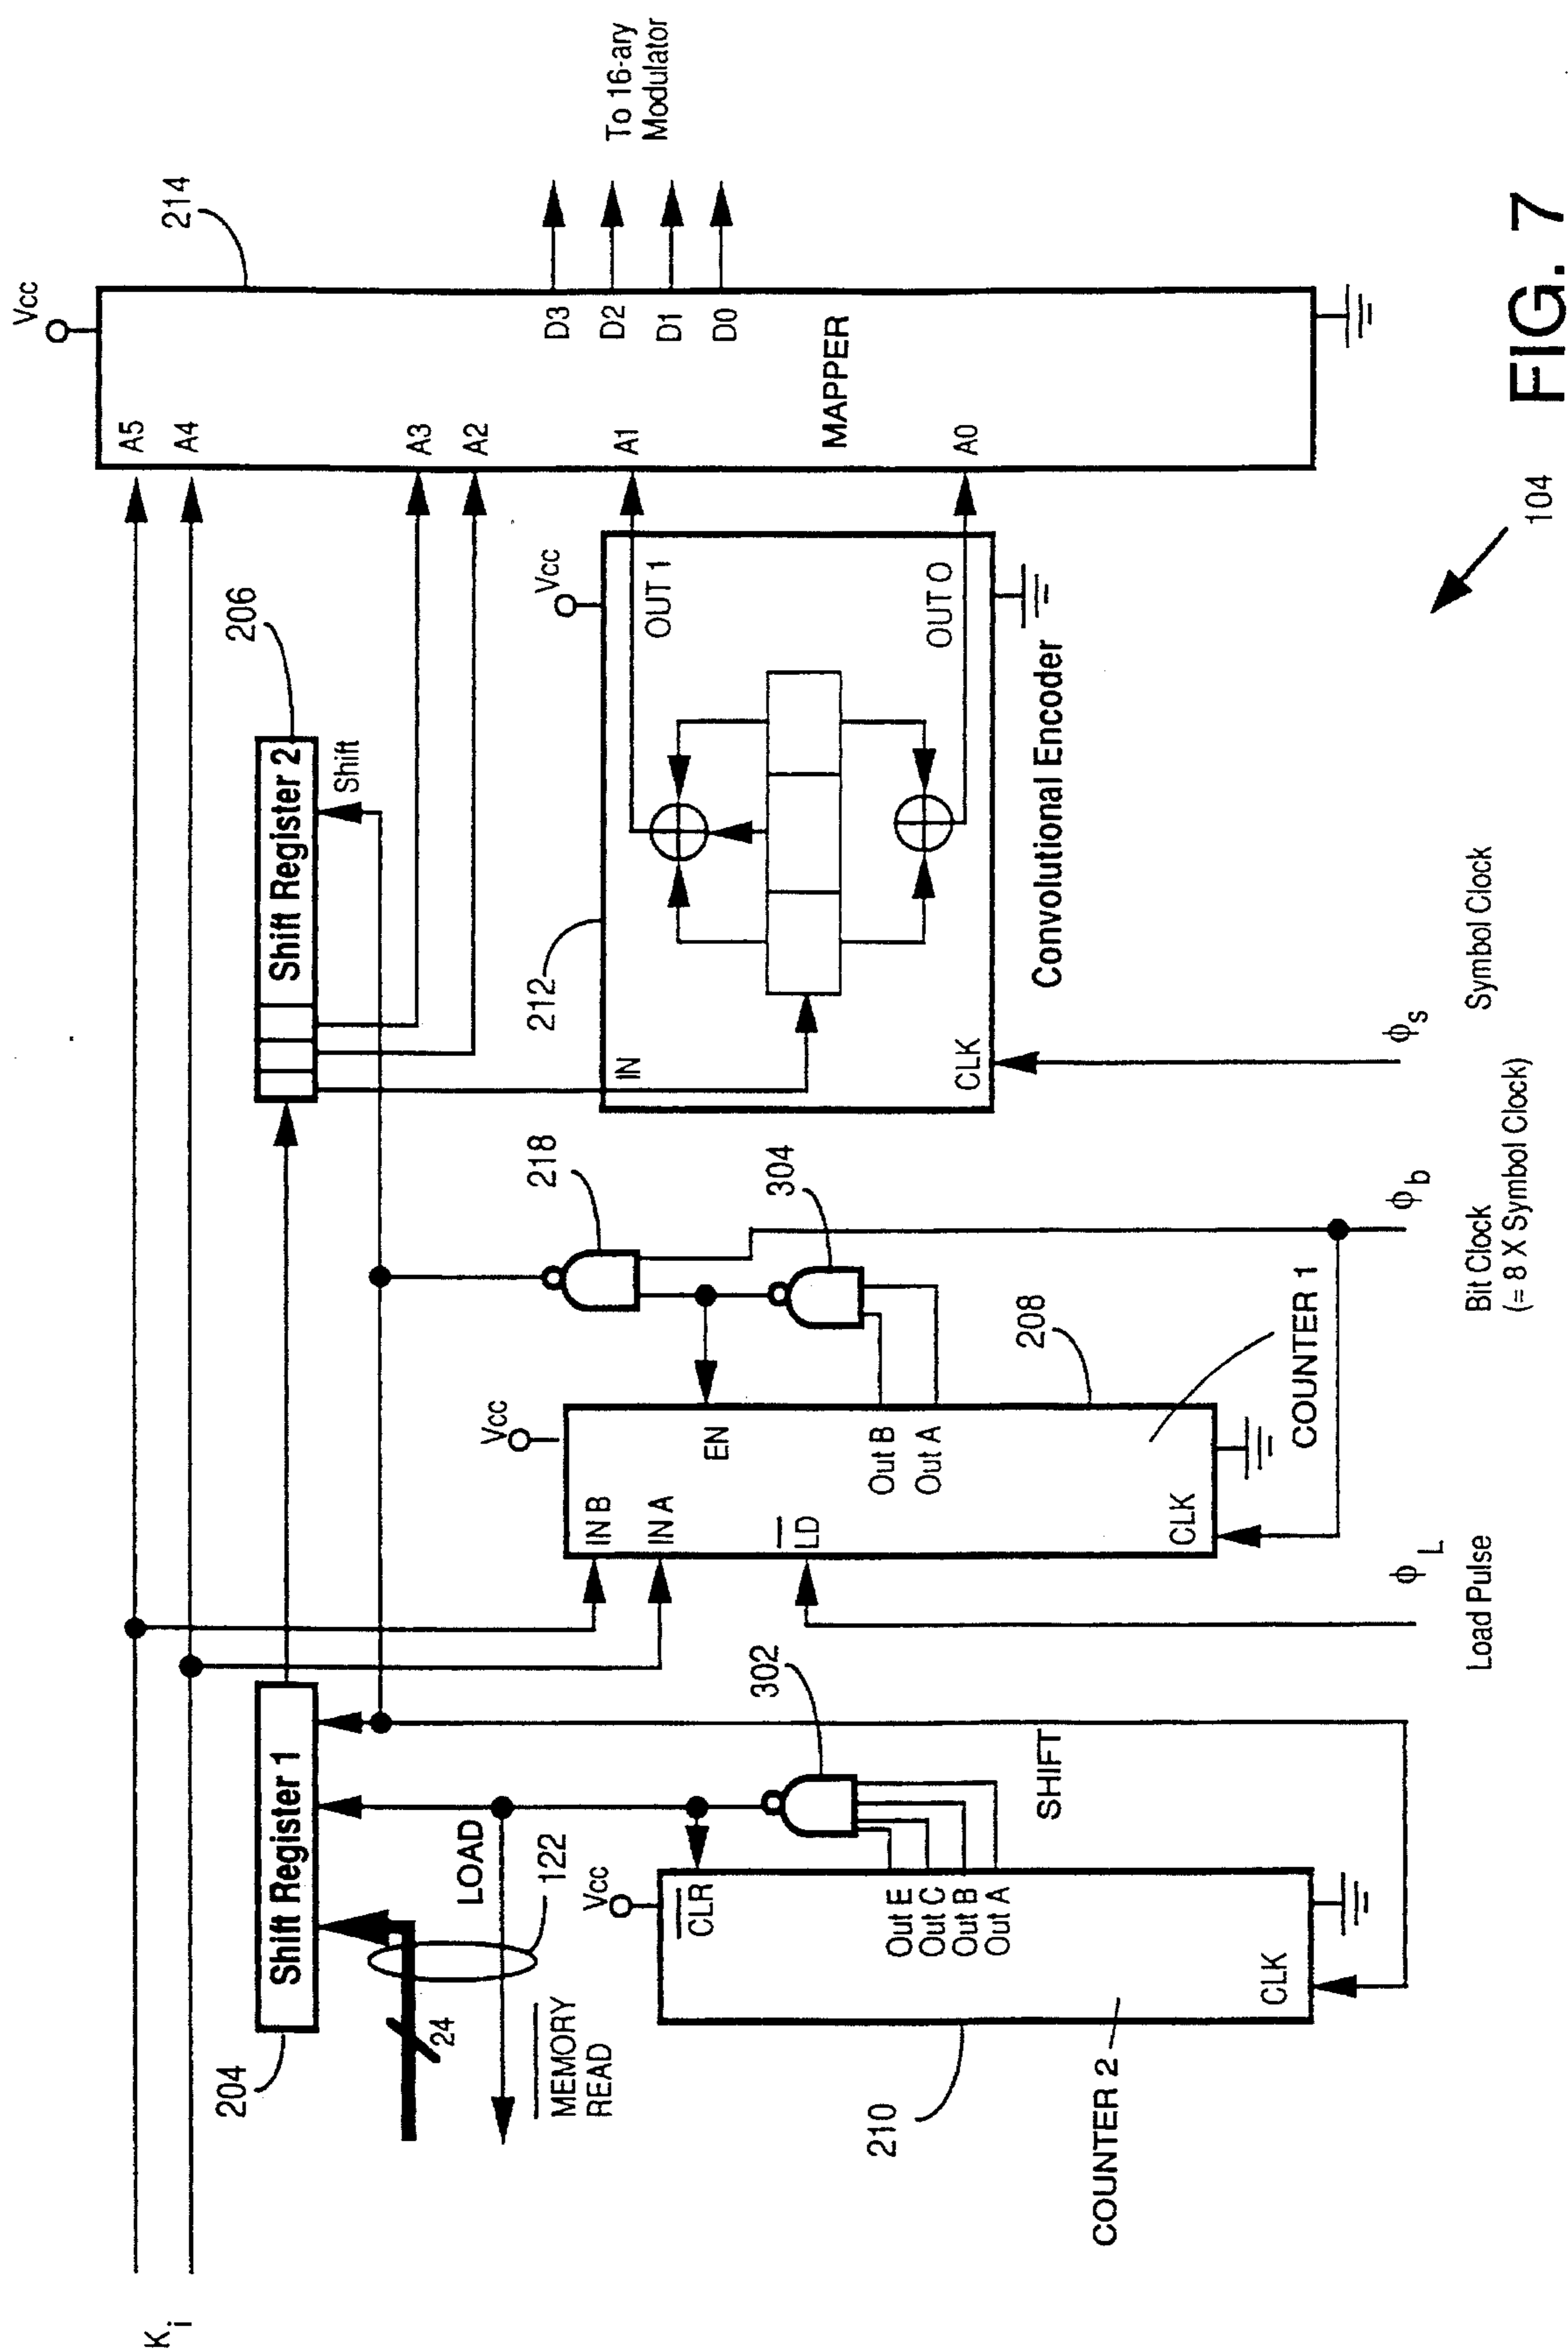 K i
204
Shift Register 1
24
LOAD
122
MEMORY
READ
Vcc
CLR
Out E
Out C
Out B
Out A
CLK
210
COUNTER 2
302
SHIFT
Load Pulse
ϕ L
Vcc
IN B
IN A
LD
EN
Out B
Out A
CLK
208
COUNTER 1
218
304
ϕ b
Bit Clock
(= 8 X Symbol Clock)
206
Shift Register 2
Shift
212
IN
CLK
Vcc
OUT 1
OUT 0
Convolutional Encoder
ϕ s
Symbol Clock
Vcc
214
A5
A4
A3
A2
A1
A0
MAPPER
D3
D2
D1
D0
To 16-ary
Modulator
104
FIG. 7